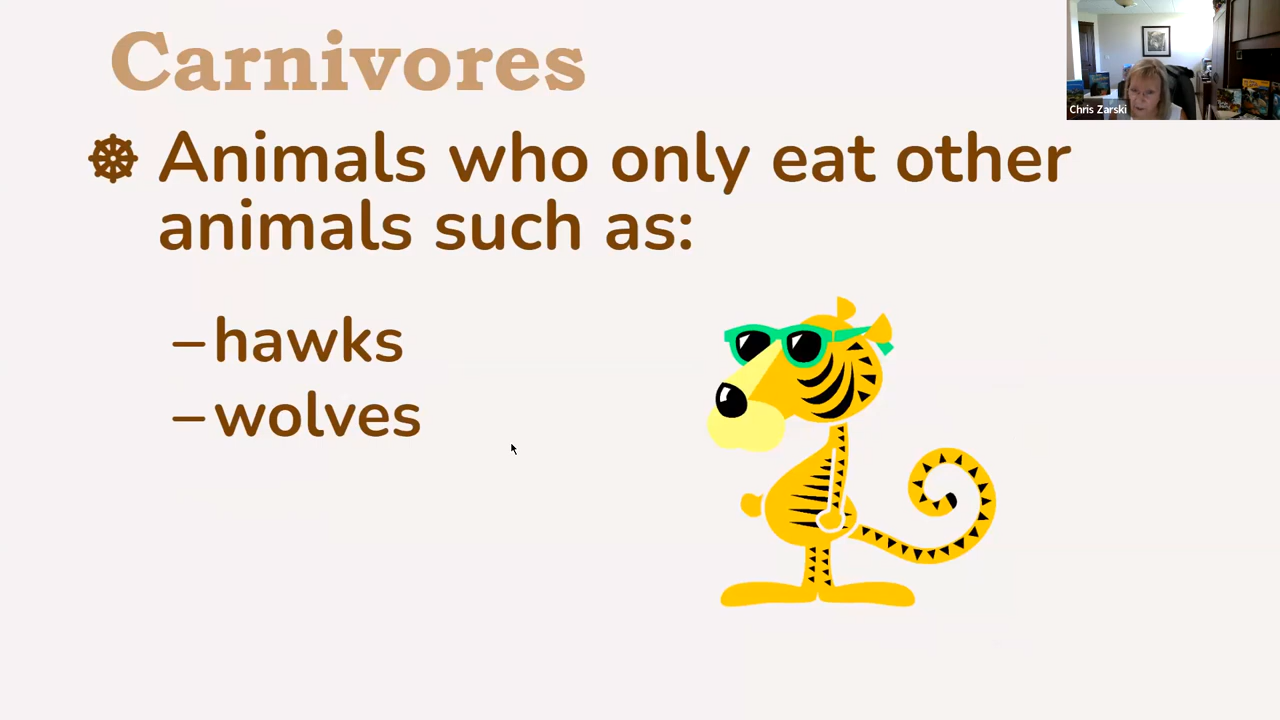 Carnivores
Animals who only eat other
animals such as:
–hawks
–wolves
Chris Zarski